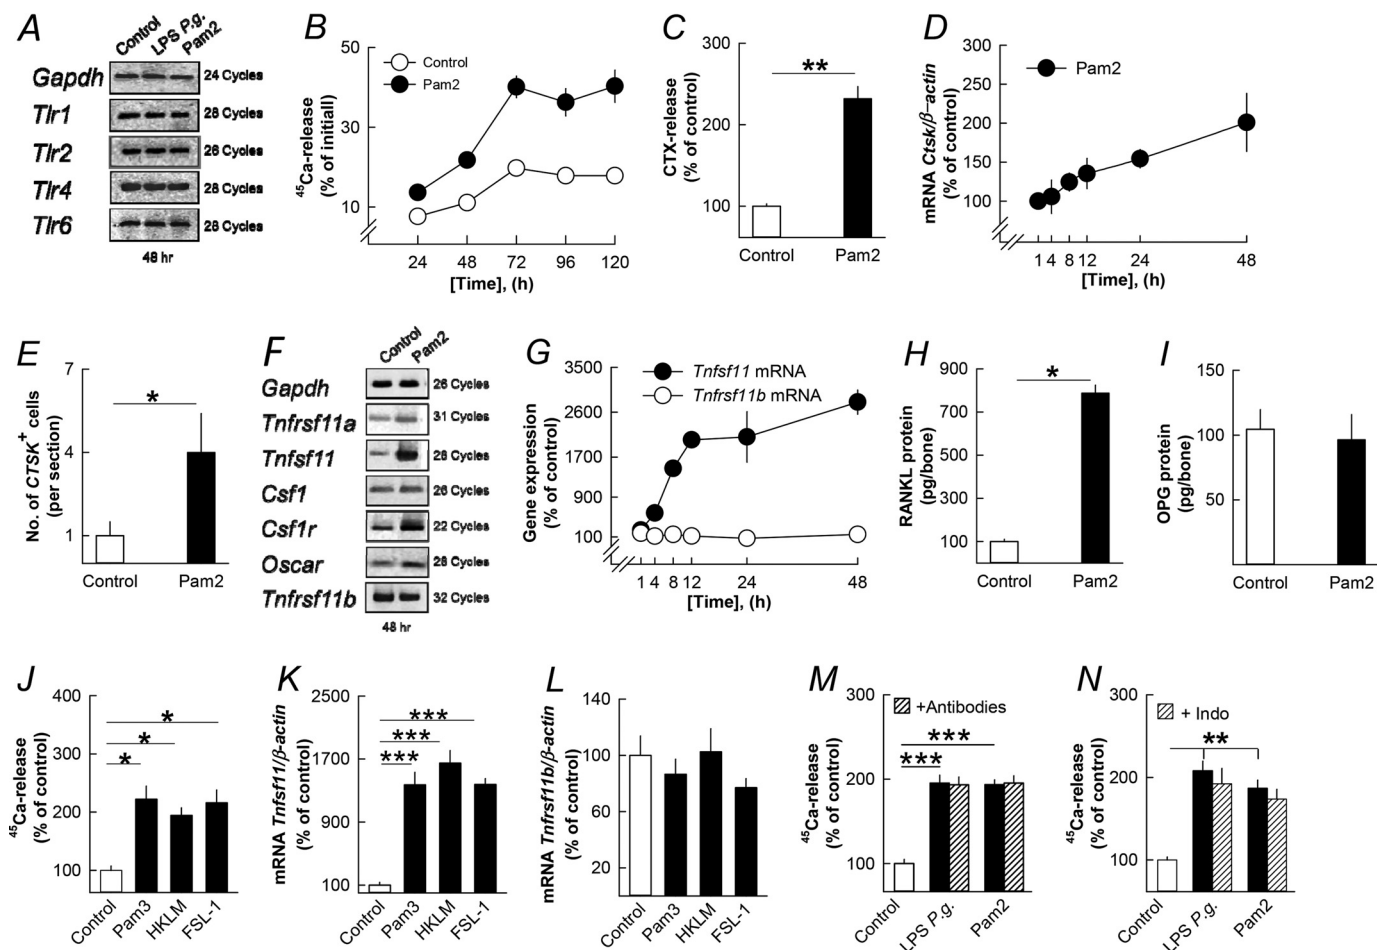 A
Control
LPS P.g.
Pam2
Gapdh 24 Cycles
Tlr1 28 Cycles
Tlr2 26 Cycles
Tlr4 28 Cycles
Tlr6 28 Cycles
48 hr
B
Control
Pam2
50
30
10
45Ca-release
(% of initiall)
24 48 72 96 120
[Time], (h)
C
**
300
200
100
CTX-release
(% of control)
Control Pam2
D
Pam2
300
200
150
100
mRNA Ctsk/β-actin
(% of control)
1 4 8 12 24 48
[Time], (h)
E
*
7
4
1
No. of CTSK+ cells
(per section)
Control Pam2
F
Control
Pam2
Gapdh 26 Cycles
Tnfrsf11a 31 Cycles
Tnfsf11 28 Cycles
Csf1 26 Cycles
Csf1r 22 Cycles
Oscar 28 Cycles
Tnfrsf11b 32 Cycles
48 hr
G
Tnfsf11 mRNA
Tnfrsf11b mRNA
3500
2600
1700
900
100
Gene expression
(% of control)
1 4 8 12 24 48
[Time], (h)
H
*
900
700
500
300
100
RANKL protein
(pg/bone)
Control Pam2
I
150
100
50
OPG protein
(pg/bone)
Control Pam2
J
*
*
*
400
300
200
100
45Ca-release
(% of control)
Control Pam3 HKLM FSL-1
K
***
***
***
2500
1700
900
100
mRNA Tnfsf11/β-actin
(% of control)
Control Pam3 HKLM FSL-1
L
140
100
60
20
mRNA Tnfrsf11b/β-actin
(% of control)
Control Pam3 HKLM FSL-1
M
+Antibodies
***
***
300
200
100
45Ca-release
(% of control)
Control LPS P.g. Pam2
N
+ Indo
**
300
200
100
45Ca-release
(% of control)
Control LPS P.g. Pam2